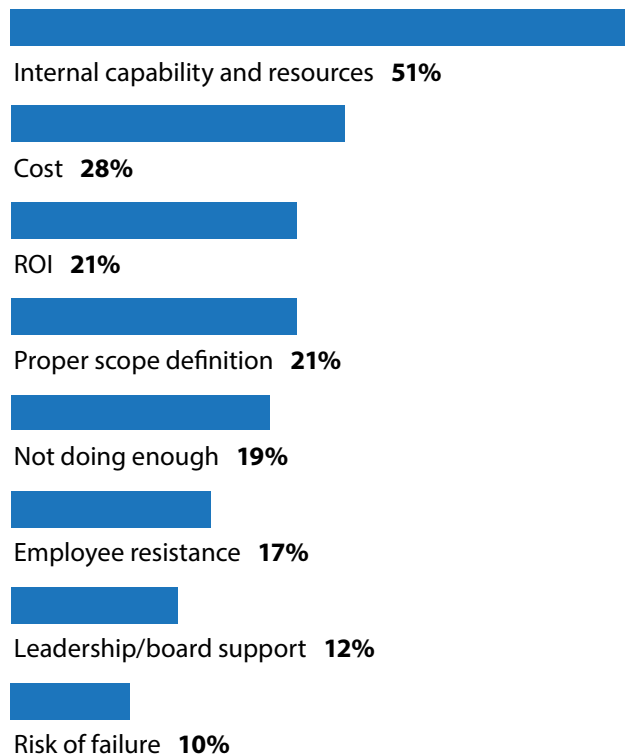 Internal capability and resources 51%
Cost 28%
ROI 21%
Proper scope definition 21%
Not doing enough 19%
Employee resistance 17%
Leadership/board support 12%
Risk of failure 10%